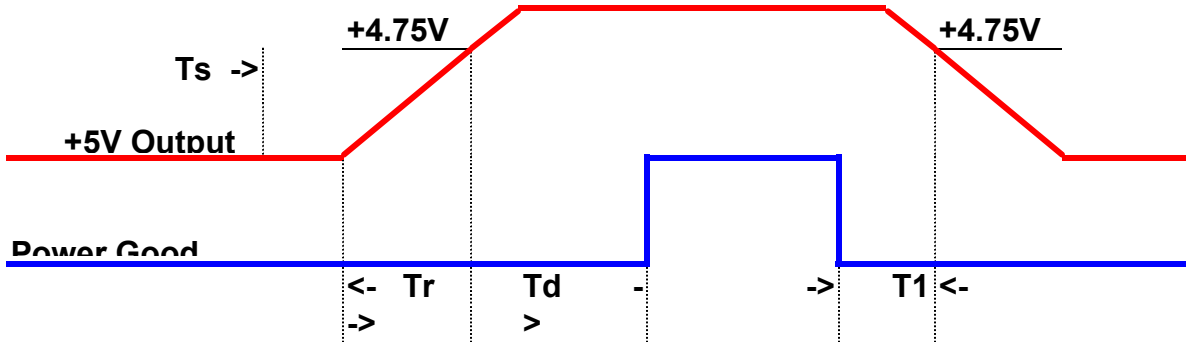 +4.75V +4.75V
Ts ->
+5V Output
Power Good
<- Tr Td - -> T1 <-
-> >